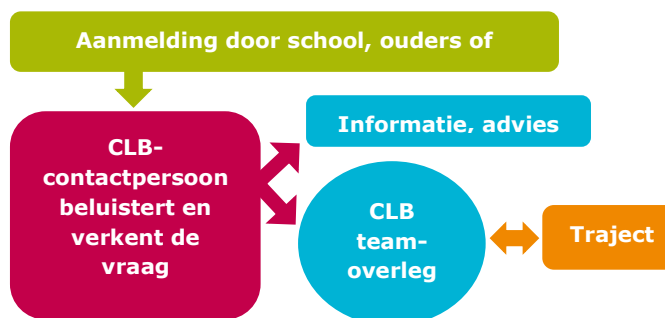 Aanmelding door school, ouders of
CLB-
contactpersoon
beluistert en
verkent de
vraag
Informatie, advies
CLB
team-
overleg
Traject